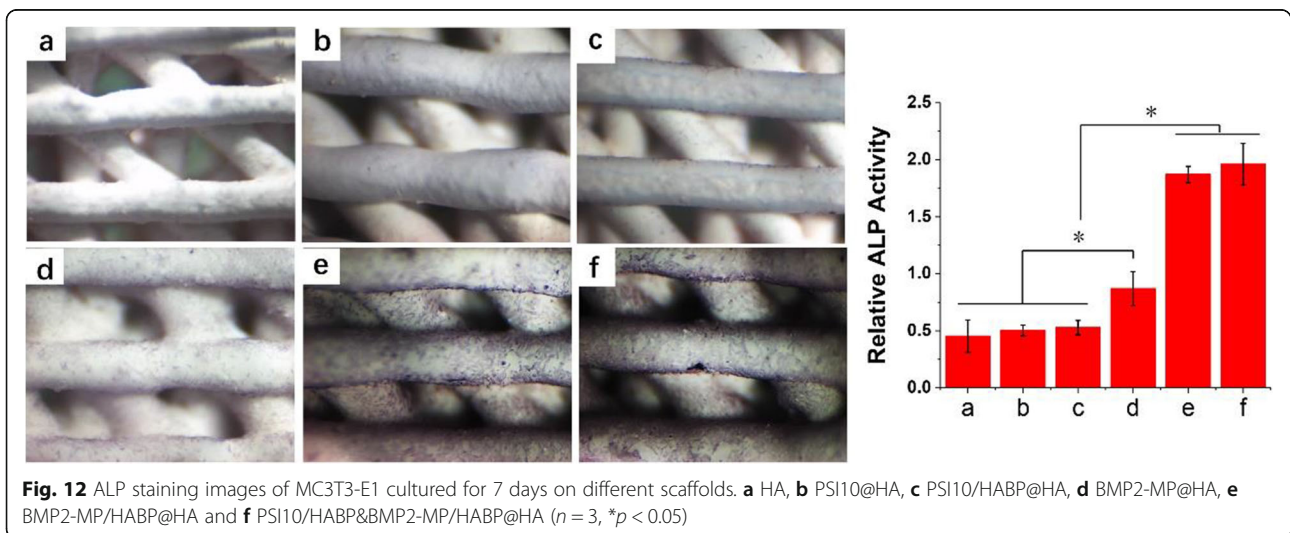 a
b
c
d
e
f
Relative ALP Activity
2.5
2.0
1.5
1.0
0.5
0.0
*
*
a b c d e f
Fig. 12 ALP staining images of MC3T3-E1 cultured for 7 days on different scaffolds. a HA, b PSI10@HA, c PSI10/HABP@HA, d BMP2-MP@HA, e
BMP2-MP/HABP@HA and f PSI10/HABP&BMP2-MP/HABP@HA (n = 3, *p < 0.05)